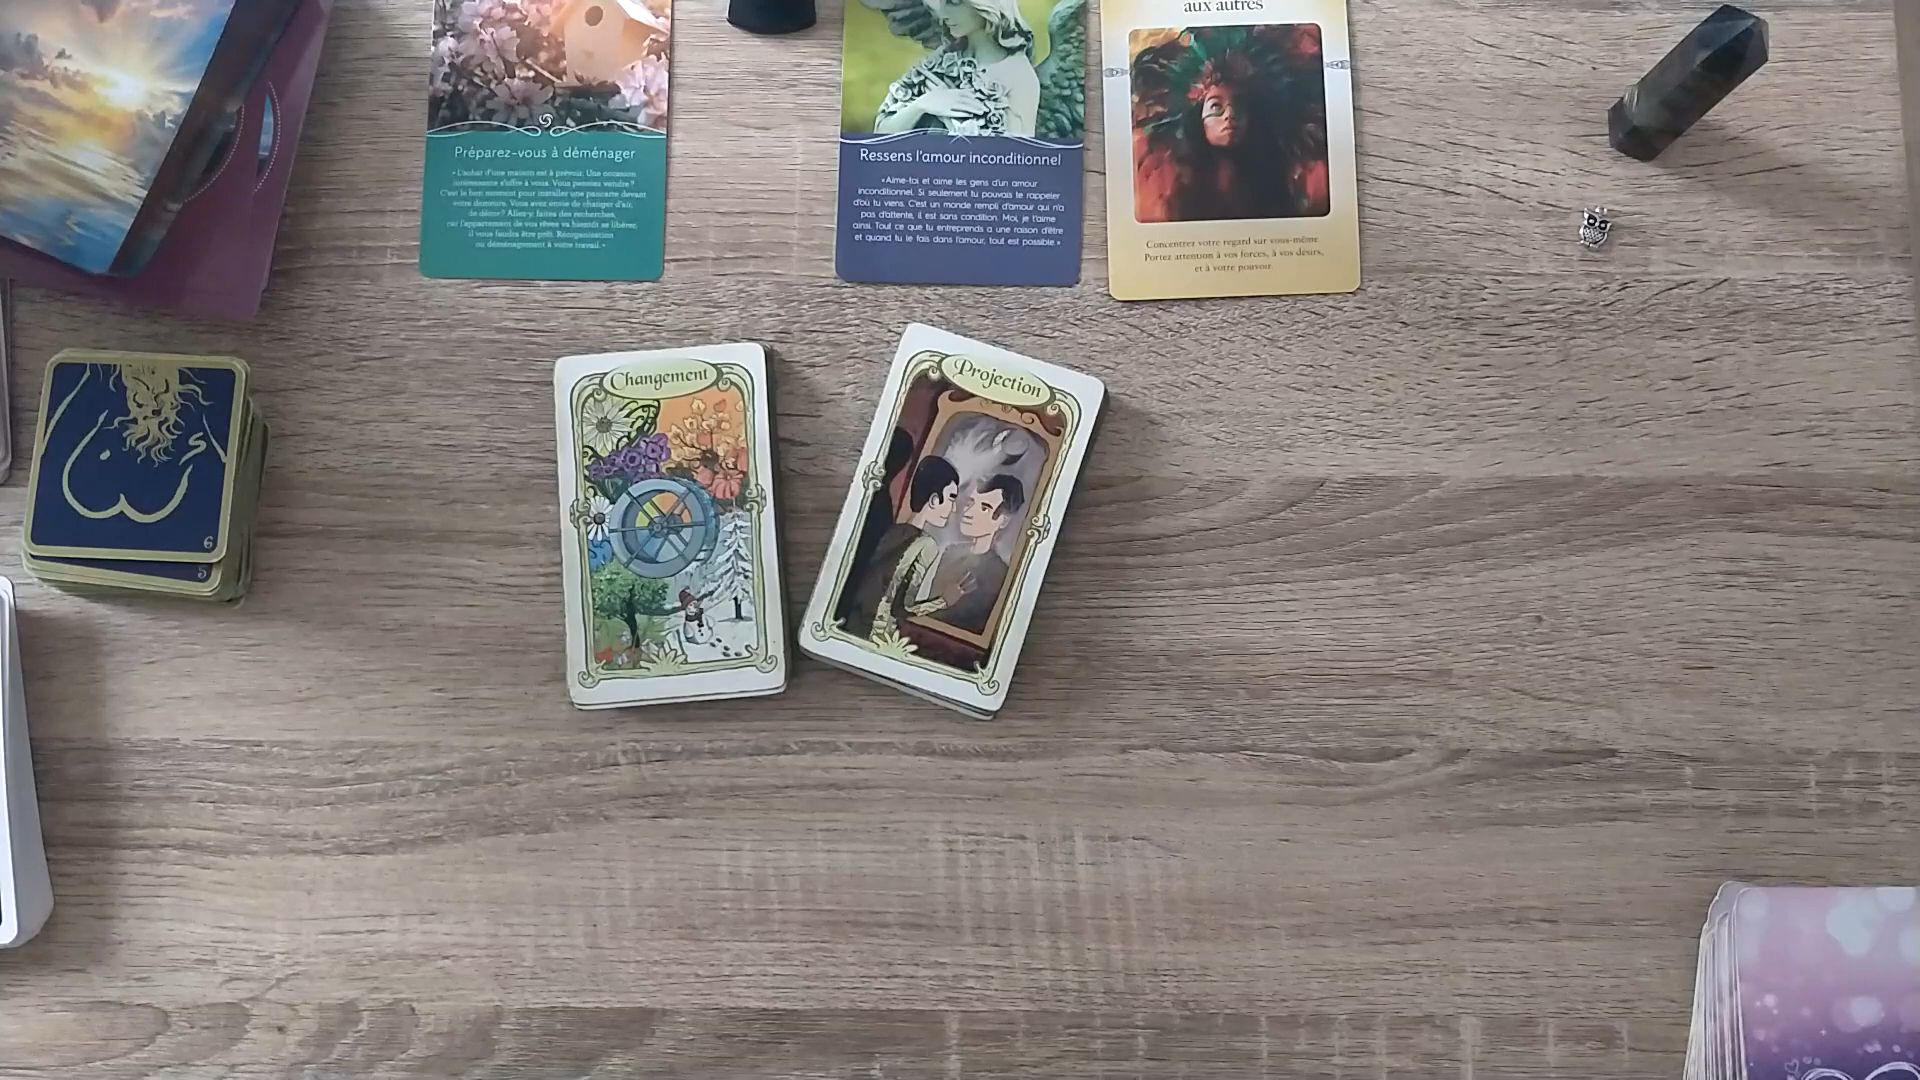 aux autres
Préparez-vous à déménager
« L'achat d'une maison est à prévoir. Une occasion
intéressante s'offre à vous. Vous pensiez vendre?
C'est le bon moment pour installer une pancarte devant
votre demeure. Vous avez envie de changer d'air,
de décor? Allez-y, faites des recherches,
car l'appartement de vos rêves va bientôt se libérer,
il vous faudra être prêt. Réorganisation
ou déménagement à votre travail. »
Ressens l'amour inconditionnel
«Aime-toi et aime les gens d'un amour
inconditionnel. Si seulement tu pouvais te rappeler
d'où tu viens. C'est un monde rempli d'amour qui n'a
pas d'attente, il est sans condition. Moi, je t'aime
ainsi. Tout ce que tu entreprends a une raison d'être
et quand tu le fais dans l'amour, tout est possible »
Concentrez votre regard sur vous-même.
Portez attention à vos forces, à vos désirs,
et à votre pouvoir.
Changement
Projection
6
5